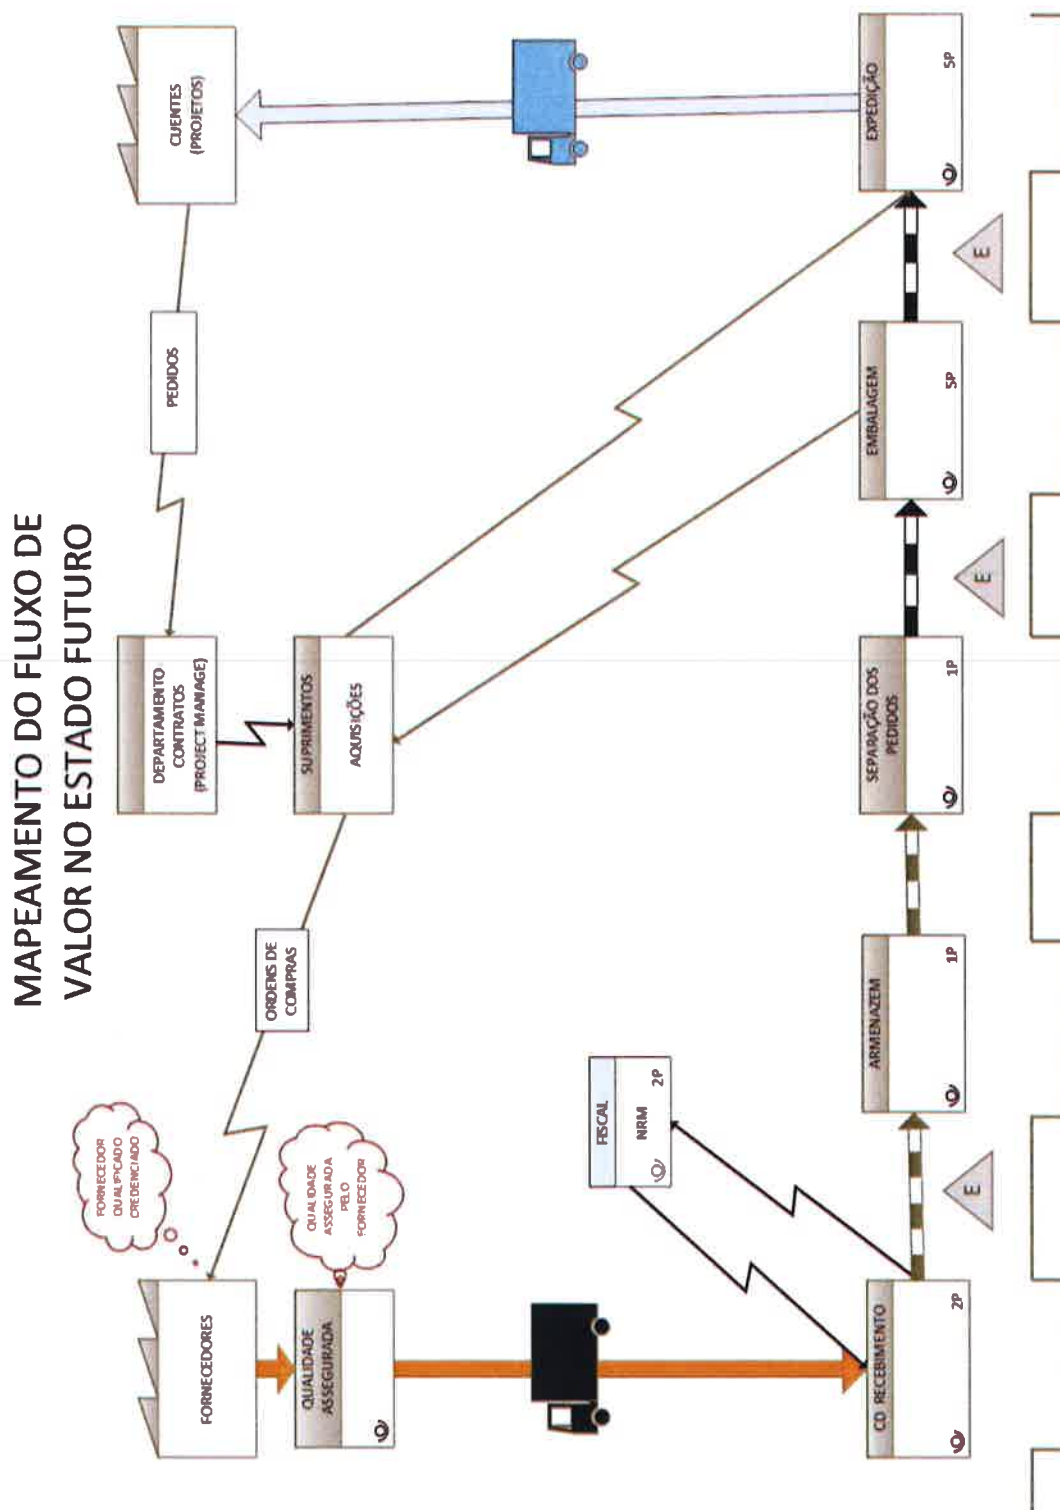 MAPEAMENTO DO FLUXO DE
VALOR NO ESTADO FUTURO
FORNECEDOR
QUALIFICADO
CREDENCIADO
FORNECEDORES
QUALIDADE
ASSEGURADA
QUALIDADE
ASSEGURADA
PELO
FORNECEDOR
ORDENS DE
COMPRAS
DEPARTAMENTO
CONTRATOS
(PROJECT MANAGE)
SUPRIMENTOS
AQUISIÇÕES
PEDIDOS
CLIENTES
(PROJETOS)
FISCAL
NRM
2P
CD RECEBIMENTO
2P
E
ARMENAZEM
1P
SEPARAÇÃO DOS
PEDIDOS
1P
E
EMBALAGEM
5P
E
EXPEDIÇÃO
5P